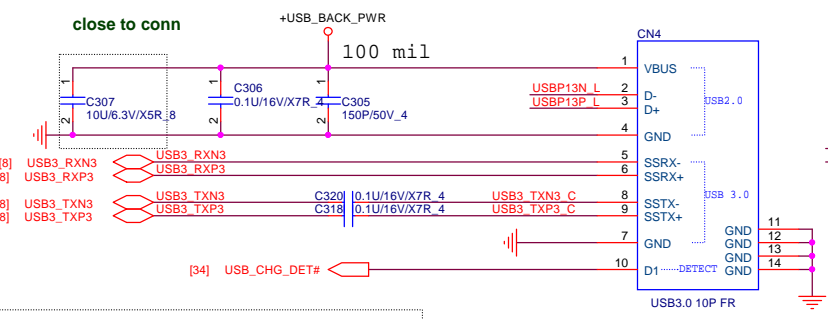 close to conn
+USB_BACK_PWR
100 mil
CN4
1
VBUS
1
1
1
C307
10U/6.3V/X5R_8
C306
0.1U/16V/X7R_4
C305
150P/50V_4
USBP13N_L
2
D-
USBP13P_L
3
D+
USB2.0
2
2
2
4
GND
[8] USB3_RXN3
USB3_RXN3
5
SSRX-
8] USB3_RXP3
USB3_RXP3
6
SSRX+
USB 3.0
[8] USB3_TXN3
USB3_TXN3
C320
0.1U/16V/X7R_4
USB3_TXN3_C
8
SSTX-
8] USB3_TXP3
USB3_TXP3
C318
0.1U/16V/X7R_4
USB3_TXP3_C
9
SSTX+
7
GND
GND
11
GND
12
GND
13
GND
14
[34] USB_CHG_DET#
10
D1
DETECT
USB3.0 10P FR